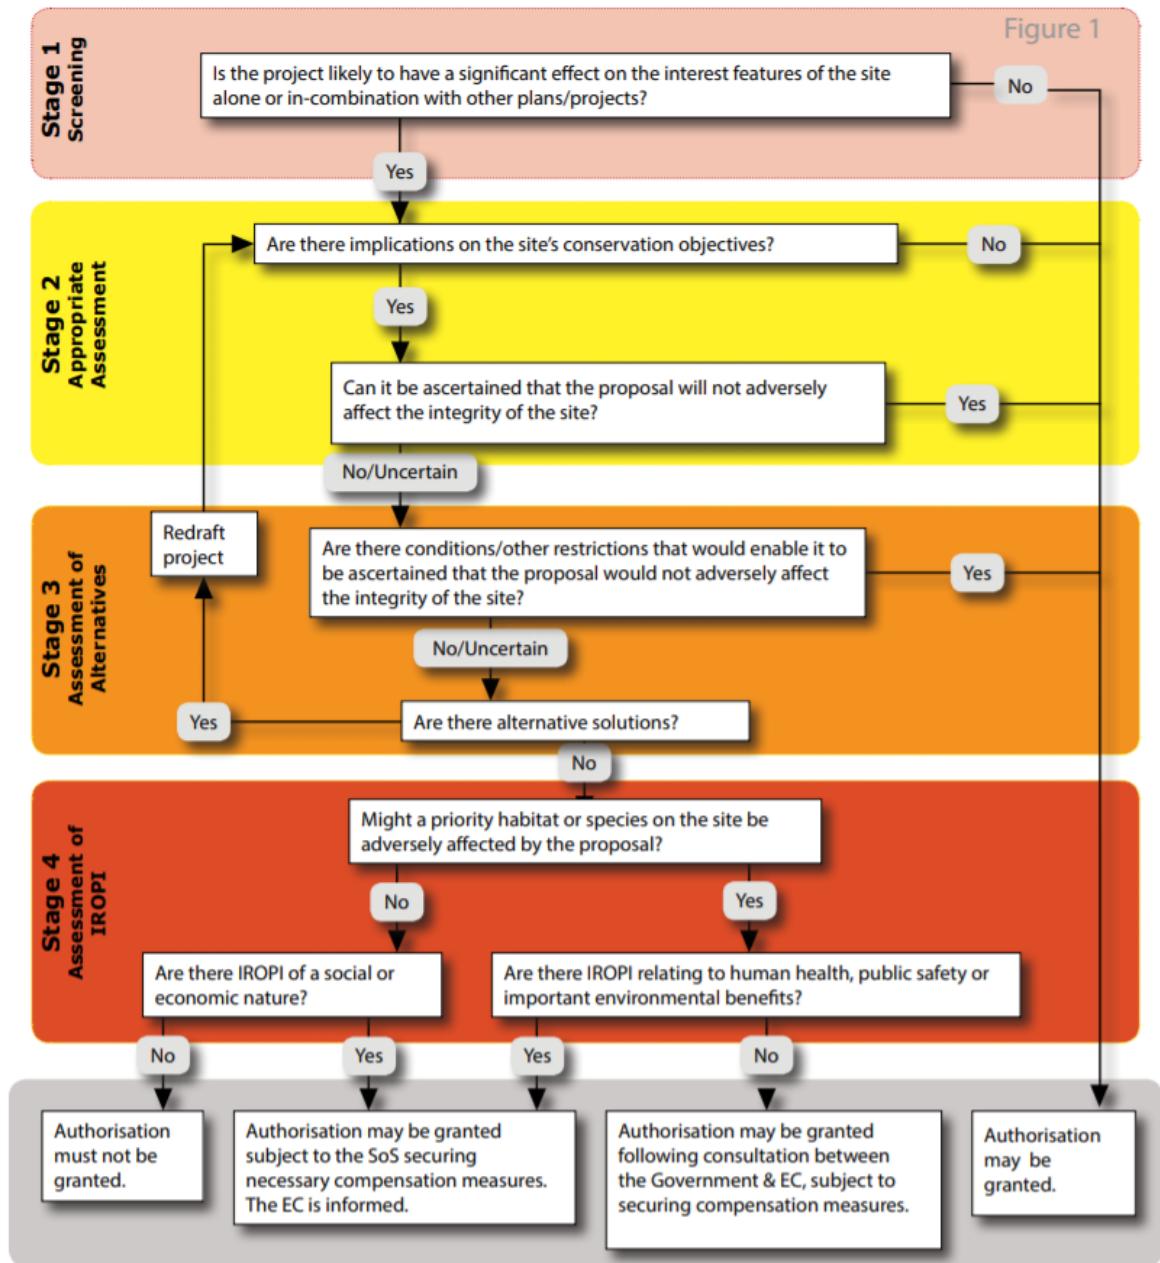 Figure 1
Stage 1
Screening
Is the project likely to have a significant effect on the interest features of the site
alone or in-combination with other plans/projects?
No
Yes
Stage 2
Appropriate
Assessment
Are there implications on the site's conservation objectives?
No
Yes
Can it be ascertained that the proposal will not adversely
affect the integrity of the site?
Yes
No/Uncertain
Stage 3
Assessment of
Alternatives
Redraft
project
Are there conditions/other restrictions that would enable it to
be ascertained that the proposal would not adversely affect
the integrity of the site?
Yes
No/Uncertain
Yes
Are there alternative solutions?
No
Stage 4
Assessment of
IROPI
Might a priority habitat or species on the site be
adversely affected by the proposal?
No
Yes
Are there IROPI of a social or
economic nature?
Are there IROPI relating to human health, public safety or
important environmental benefits?
No
Yes
Yes
No
Authorisation
must not be
granted.
Authorisation may be granted
subject to the SoS securing
necessary compensation measures.
The EC is informed.
Authorisation may be granted
following consultation between
the Government & EC, subject to
securing compensation measures.
Authorisation
may be
granted.